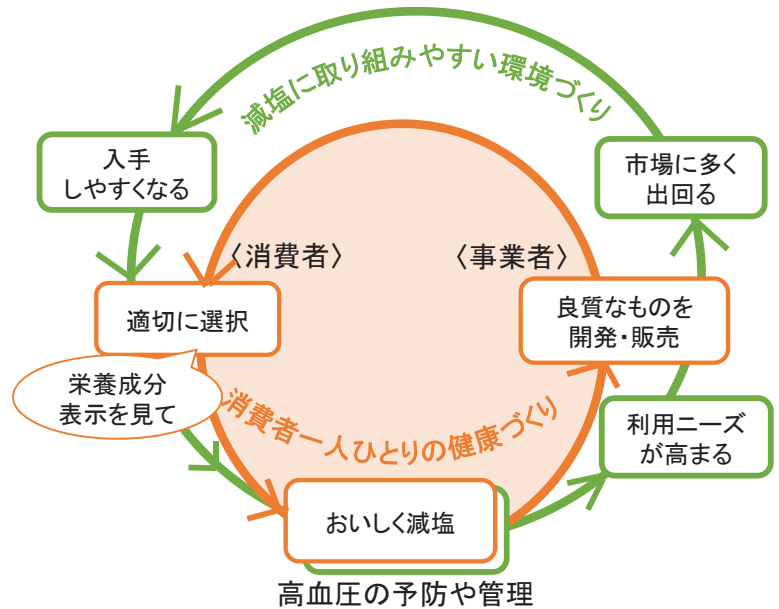 減塩に取り組みやすい環境づくり
入手
しやすくなる
市場に多く
出回る
〈消費者〉
〈事業者〉
適切に選択
良質なものを
開発・販売
栄養成分
表示を見て
消費者一人ひとりの健康づくり
利用ニーズ
が高まる
おいしく減塩
高血圧の予防や管理